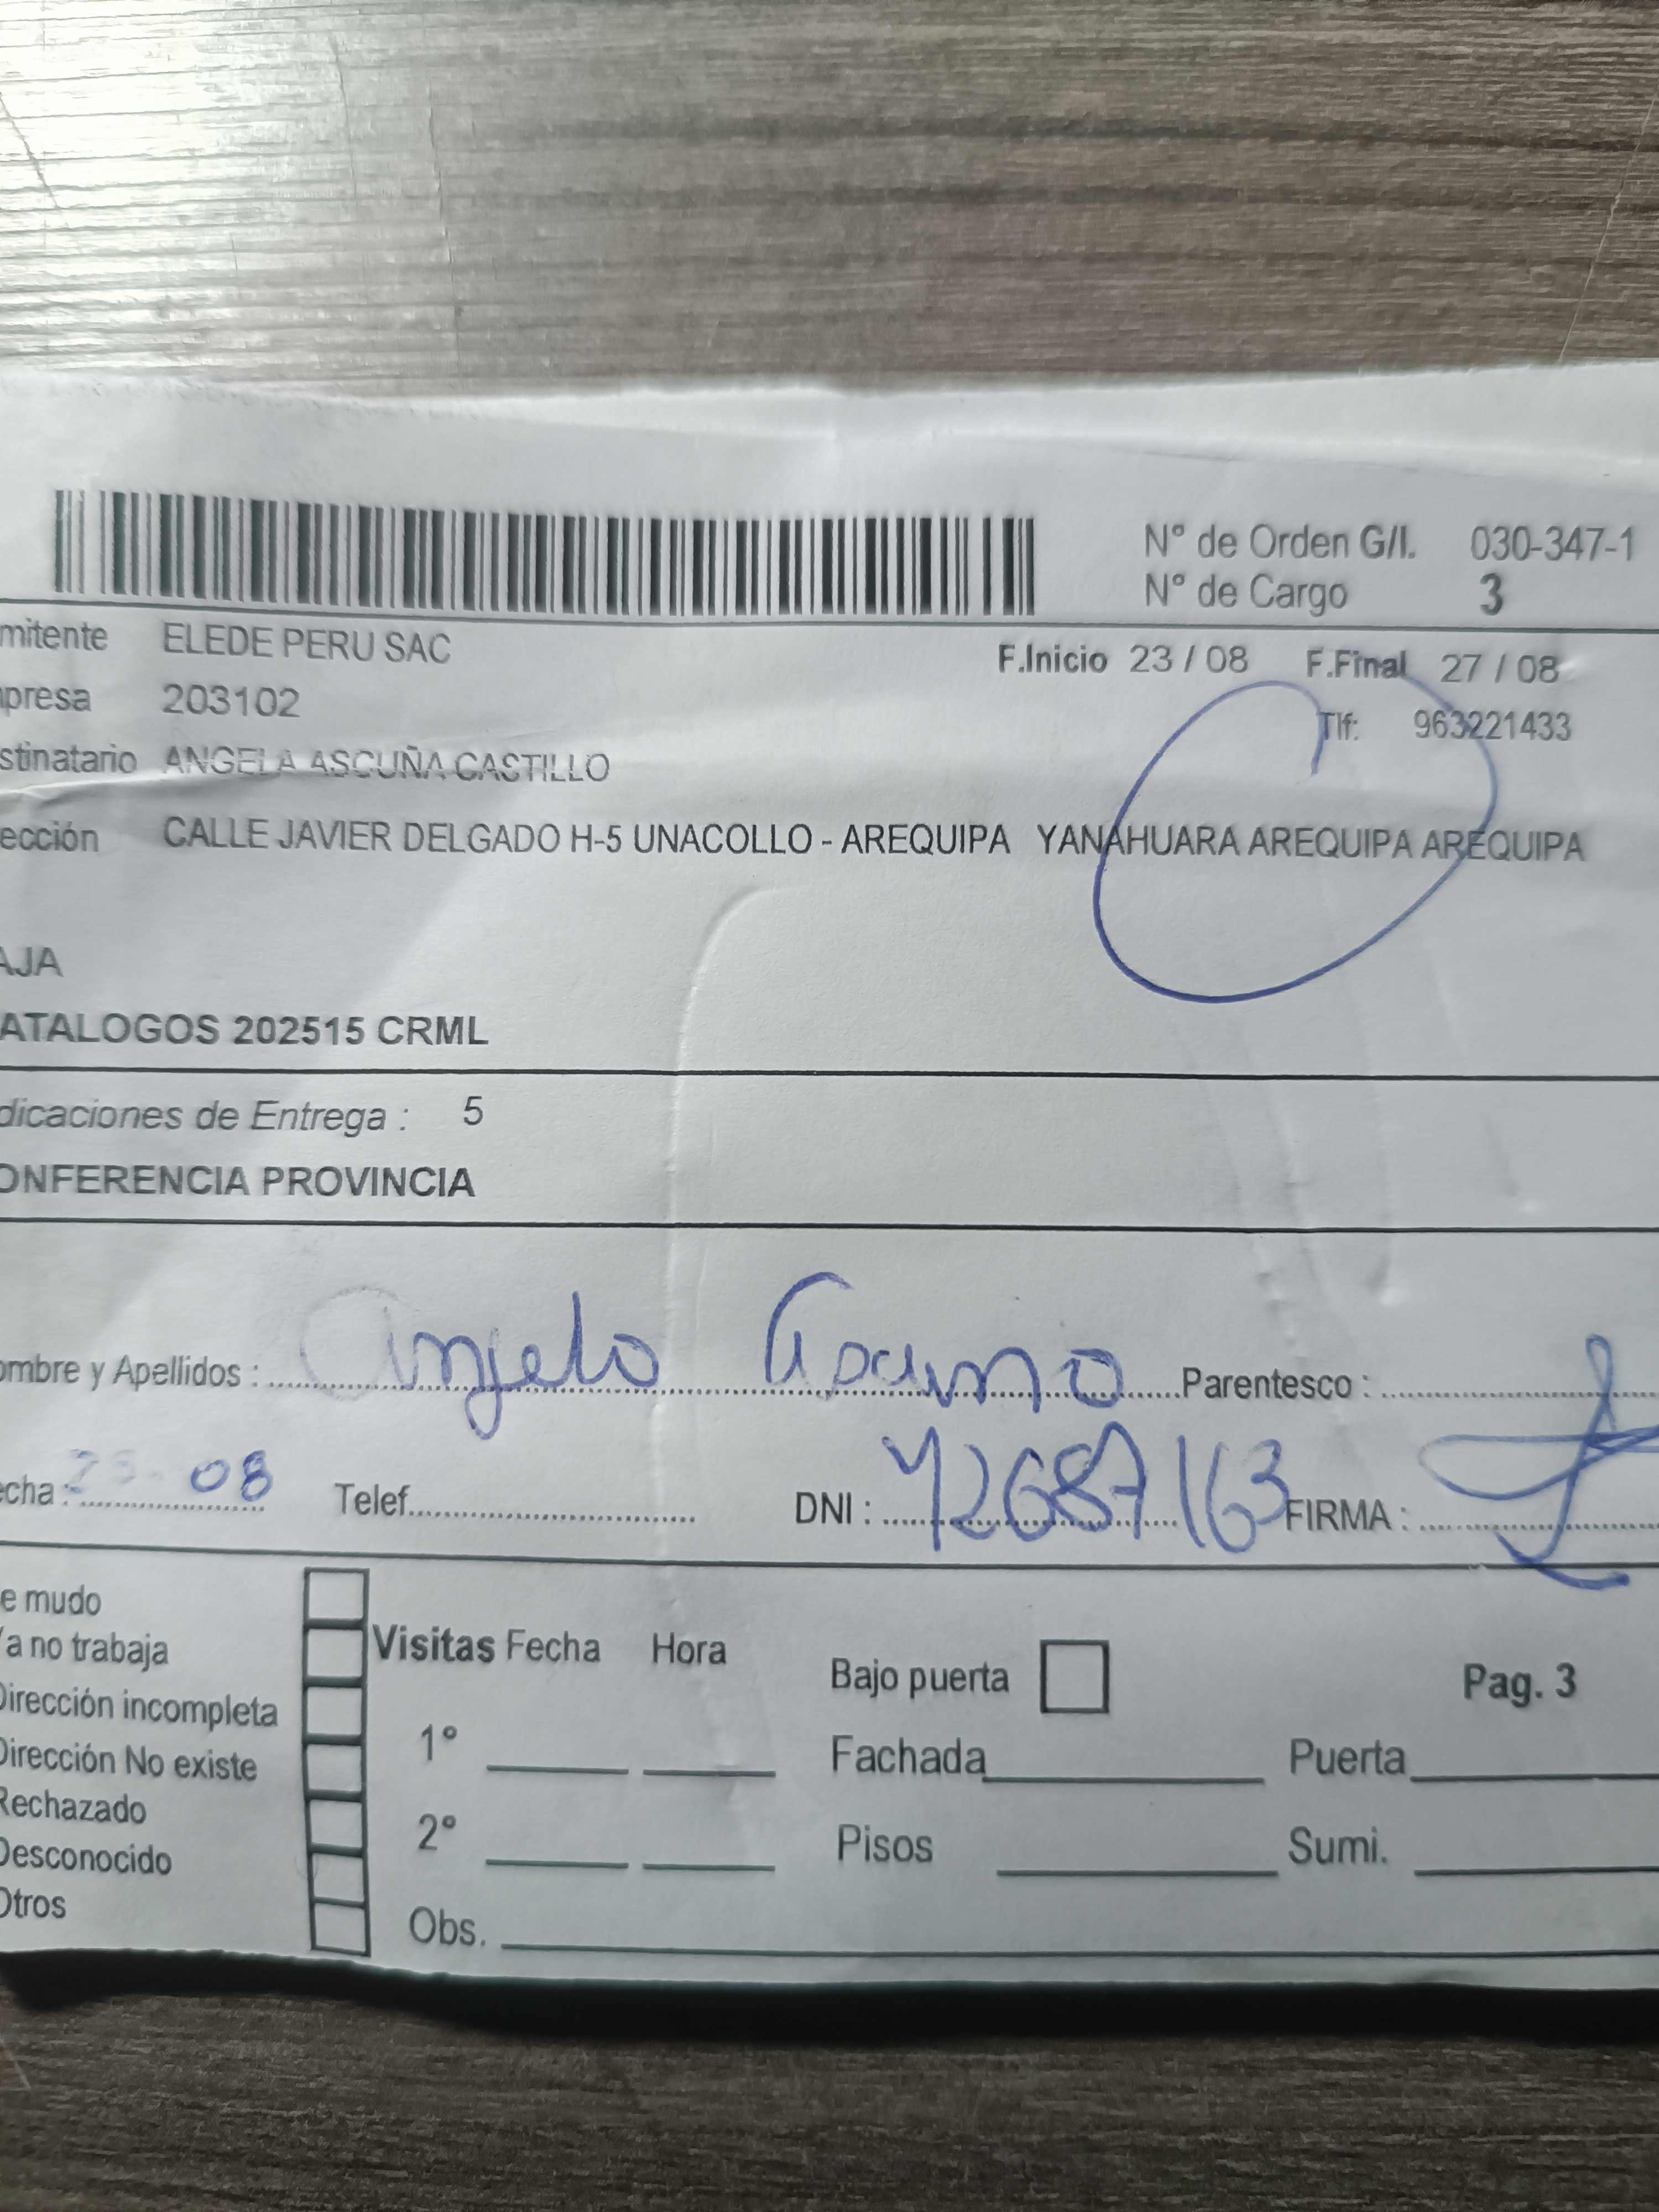 N° de Orden G/I. 030-347-1
N° de Cargo 3
mitente ELEDE PERU SAC
F.Inicio 23 / 08 F.Final 27 / 08
presa 203102
Tlf: 963221433
stinatario ANGELA ASCUÑA CASTILLO
ección CALLE JAVIER DELGADO H-5 UNACOLLO - AREQUIPA YANAHUARA AREQUIPA AREQUIPA
AJA
ATALOGOS 202515 CRML
dicaciones de Entrega : 5
ONFERENCIA PROVINCIA
ombre y Apellidos : Angela Ascuña Parentesco :
echa : 23-08 Telef. DNI : 72687163 FIRMA :
e mudo
Ya no trabaja
Dirección incompleta
Dirección No existe
Rechazado
Desconocido
Otros
Visitas Fecha Hora
1°
2°
Obs.
Bajo puerta Pag. 3
Fachada Puerta
Pisos Sumi.